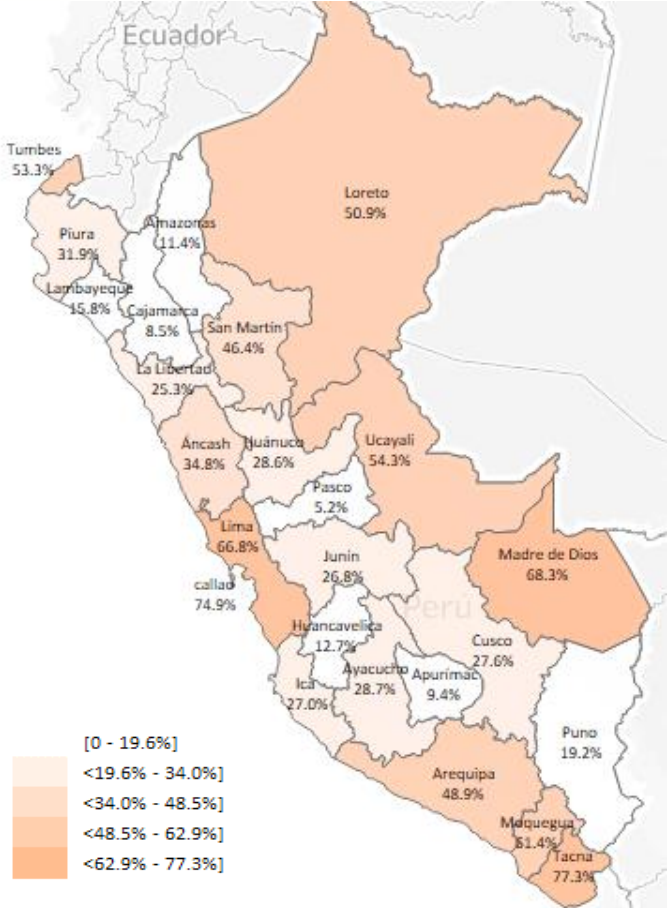 Ecuador
Tumbes
53.3%
Loreto
50.9%
Amazonas
11.4%
Piura
31.9%
Lambayeque
15.8%
Cajamarca
8.5%
San Martín
46.4%
La Libertad
25.3%
Áncash
34.8%
Huánuco
28.6%
Ucayali
54.3%
Pasco
5.2%
Lima
66.8%
Madre de Dios
68.3%
Junín
26.8%
callao
74.9%
Perú
Huancavelica
12.7%
Cusco
27.6%
Ayacucho
28.7%
Apurímac
9.4%
Ica
27.0%
Puno
19.2%
Arequipa
48.9%
Moquegua
61.4%
Tacna
77.3%
[0 - 19.6%]
<19.6% - 34.0%]
<34.0% - 48.5%]
<48.5% - 62.9%]
<62.9% - 77.3%]